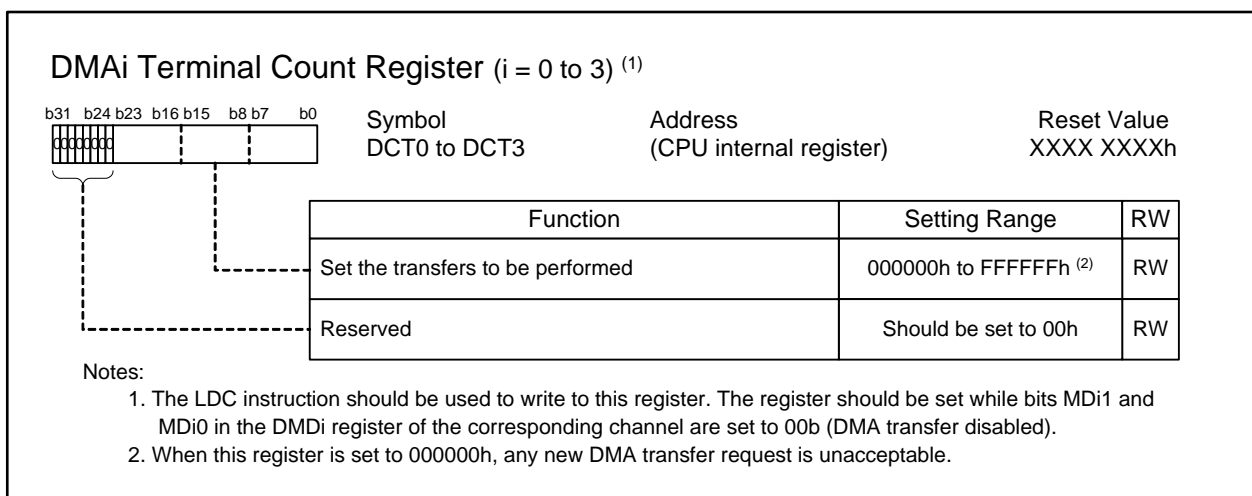 DMAi Terminal Count Register (i = 0 to 3) (1)
b31 b24 b23 b16 b15 b8 b7 b0
00000000
Symbol Address Reset Value
DCT0 to DCT3 (CPU internal register) XXXX XXXXh
Function Setting Range RW
Set the transfers to be performed 000000h to FFFFFFh (2) RW
Reserved Should be set to 00h RW
Notes:
1. The LDC instruction should be used to write to this register. The register should be set while bits MDi1 and
MDi0 in the DMDi register of the corresponding channel are set to 00b (DMA transfer disabled).
2. When this register is set to 000000h, any new DMA transfer request is unacceptable.